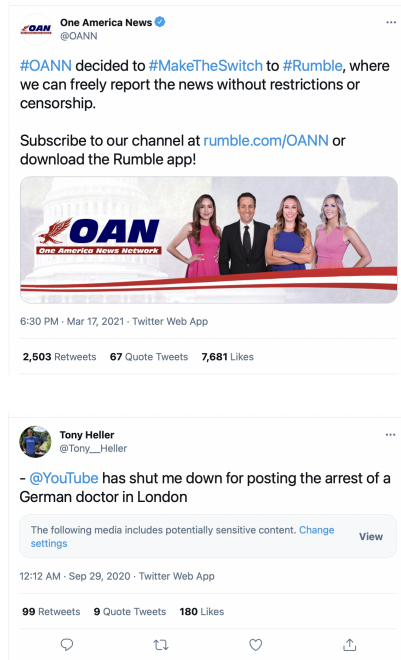 OAN
One America News
@OANN
#OANN decided to #MakeTheSwitch to #Rumble, where
we can freely report the news without restrictions or
censorship.
Subscribe to our channel at rumble.com/OANN or
download the Rumble app!
OAN
One America News Network
6:30 PM · Mar 17, 2021 · Twitter Web App
2,503 Retweets 67 Quote Tweets 7,681 Likes
Tony Heller
@Tony__Heller
- @YouTube has shut me down for posting the arrest of a
German doctor in London
The following media includes potentially sensitive content. Change
settings
View
12:12 AM · Sep 29, 2020 · Twitter Web App
99 Retweets 9 Quote Tweets 180 Likes